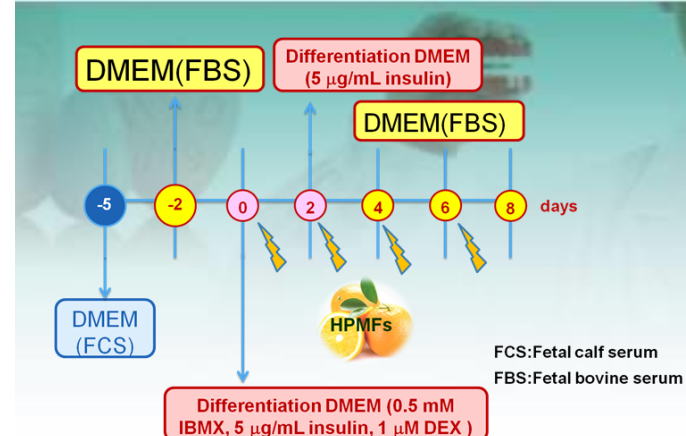 DMEM(FBS)
Differentiation DMEM
(5 μg/mL insulin)
DMEM(FBS)
-5
-2
0
2
4
6
8
days
DMEM
(FCS)
HPMFs
FCS:Fetal calf serum
FBS:Fetal bovine serum
Differentiation DMEM (0.5 mM
IBMX, 5 μg/mL insulin, 1 μM DEX )